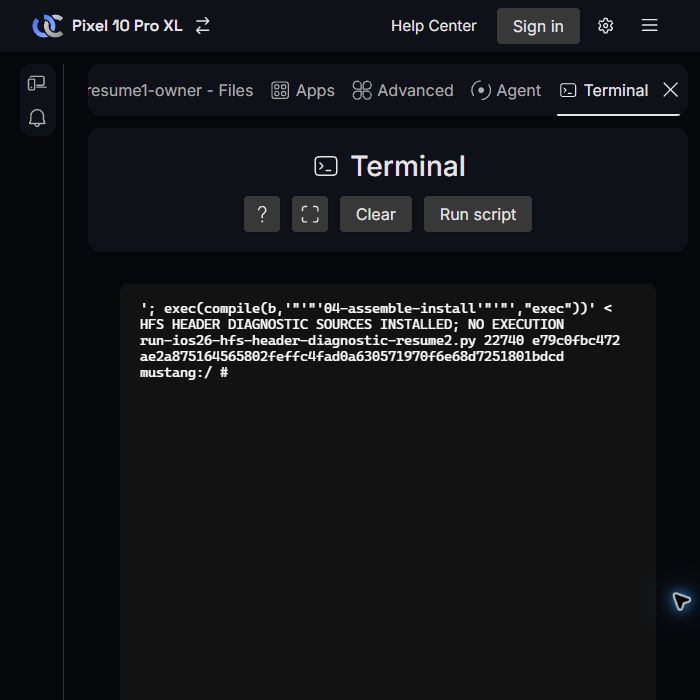 Pixel 10 Pro XL
Help Center
Sign in
resume1-owner - Files
Apps
Advanced
Agent
Terminal
Terminal
?
Clear
Run script
'; exec(compile(b,'"'"'04-assemble-install'"'"',"exec"))' <
HFS HEADER DIAGNOSTIC SOURCES INSTALLED; NO EXECUTION
run-ios26-hfs-header-diagnostic-resume2.py 22740 e79c0fbc472
ae2a875164565802feffc4fad0a630571970f6e68d7251801bdcd
mustang:/ #